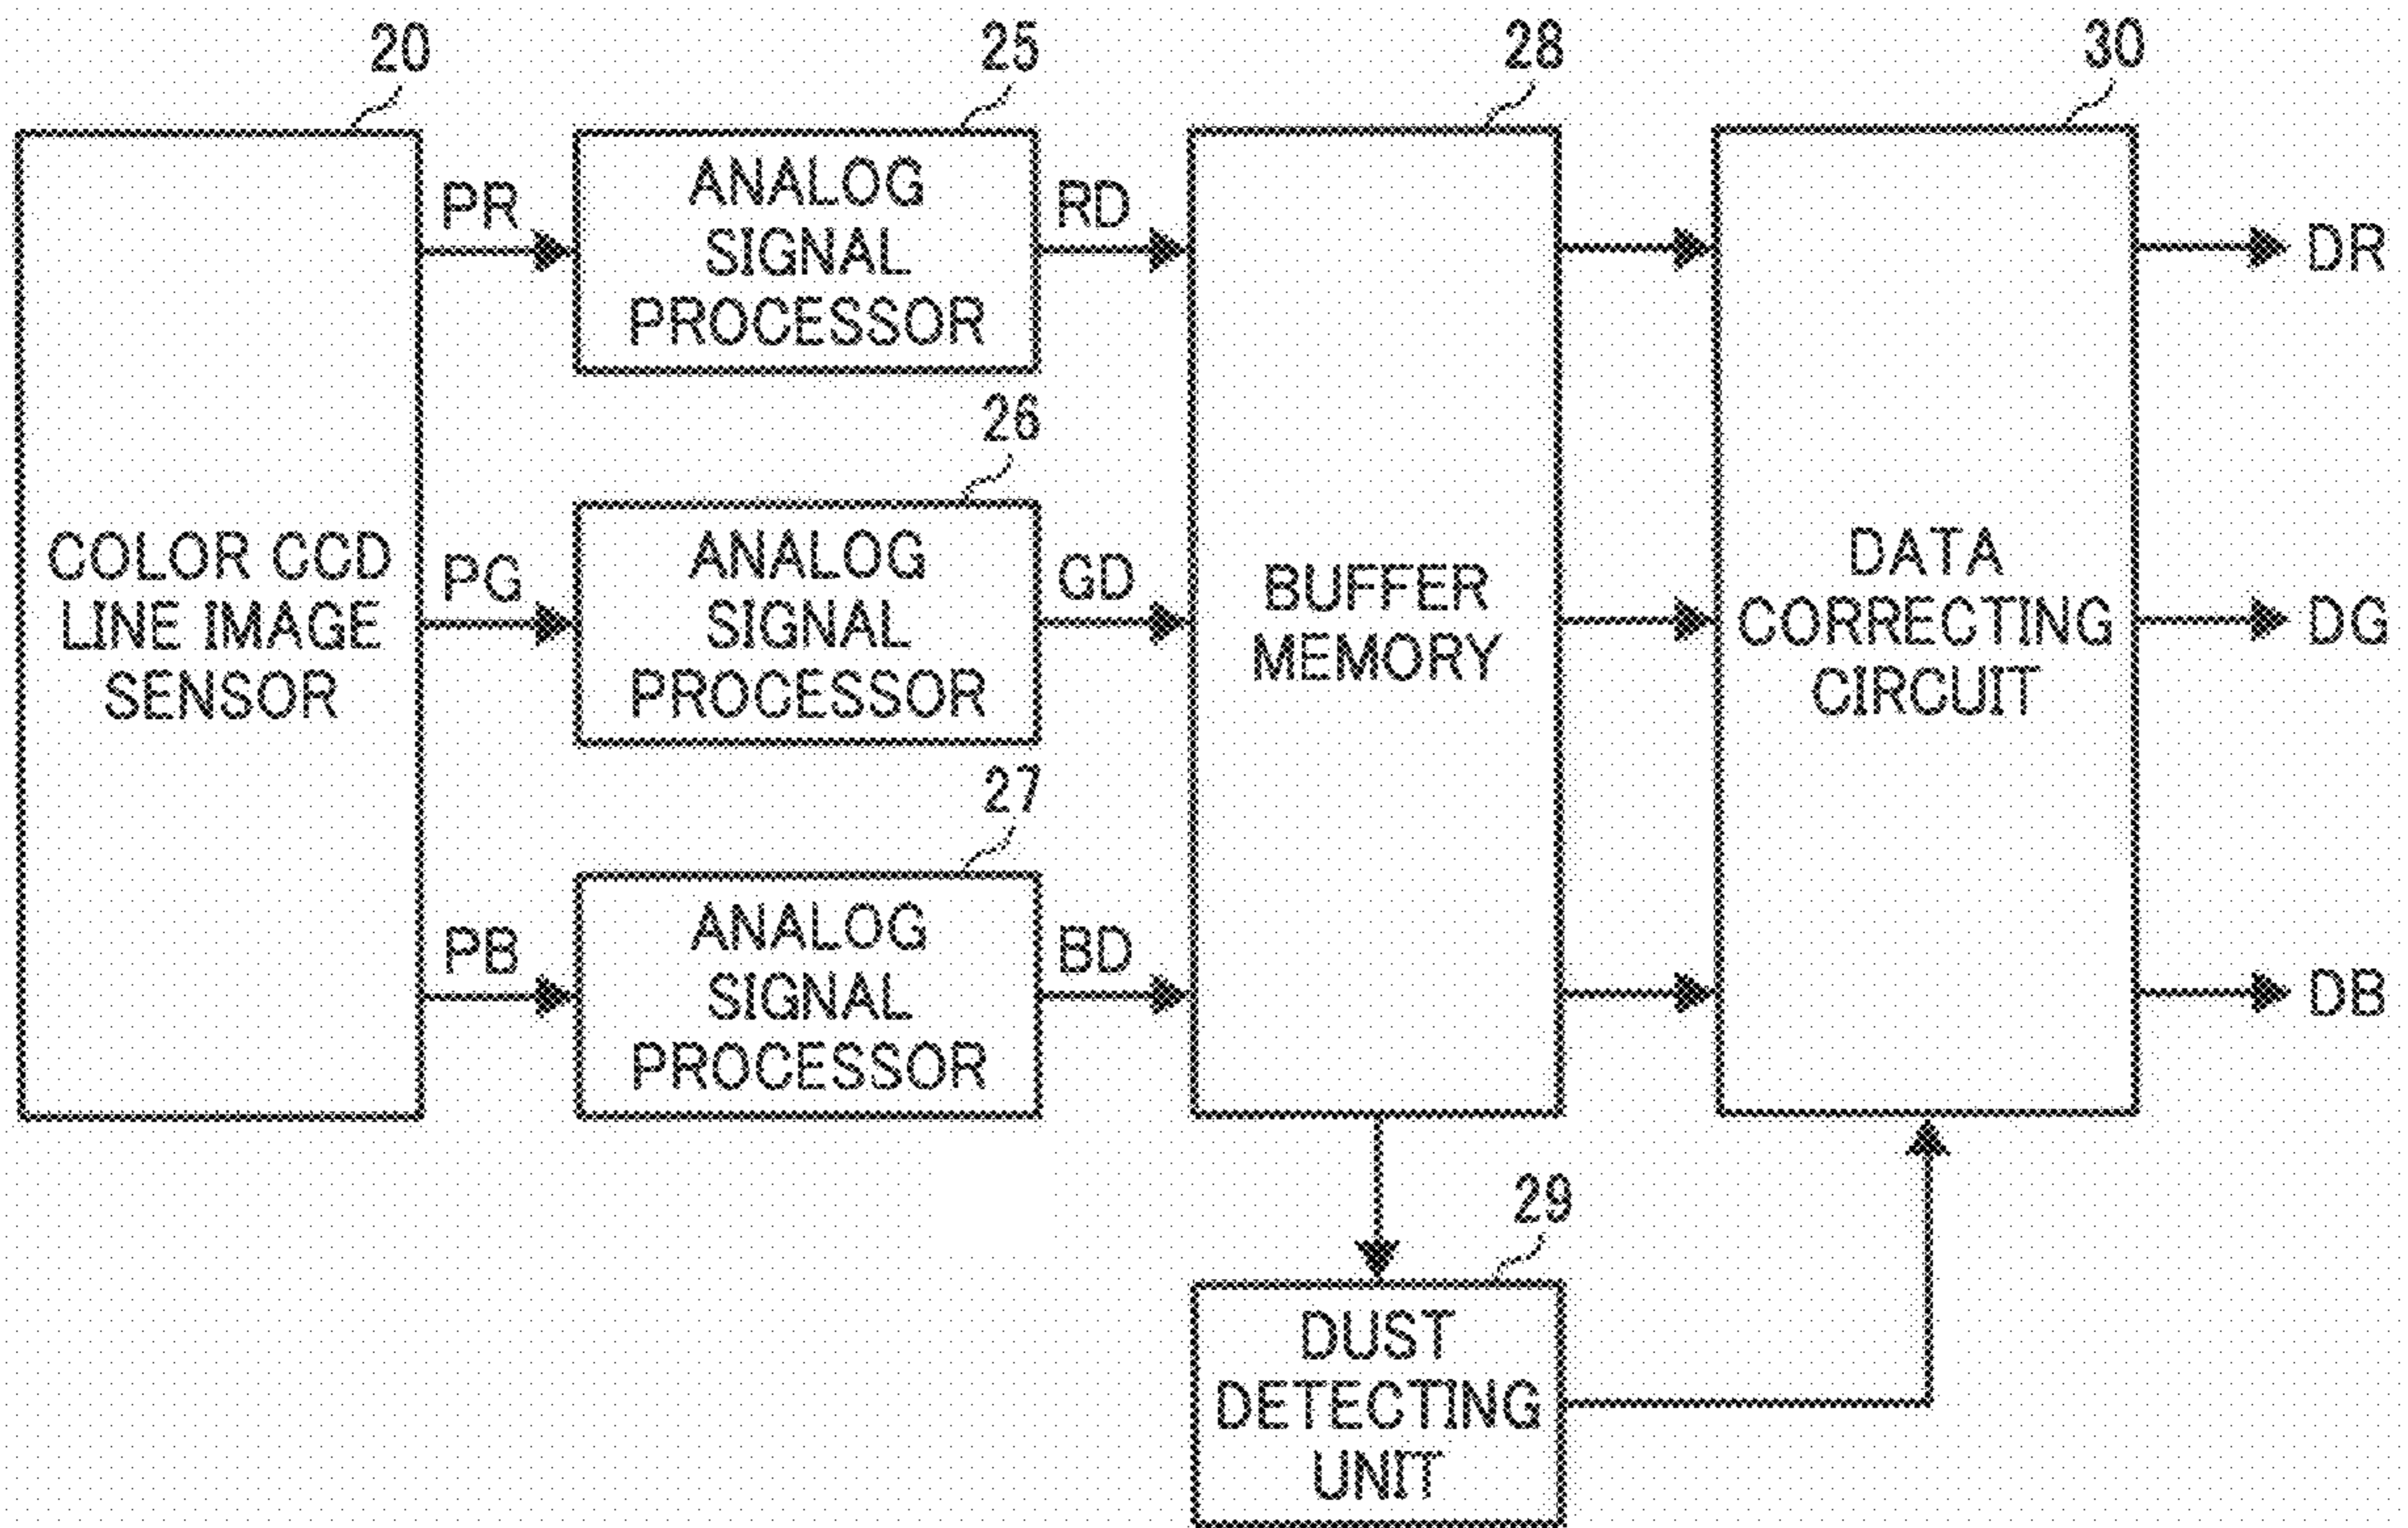 20
25
28
30
COLOR CCD
LINE IMAGE
SENSOR
PR
ANALOG
SIGNAL
PROCESSOR
RD
26
PG
ANALOG
SIGNAL
PROCESSOR
GD
27
PB
ANALOG
SIGNAL
PROCESSOR
BD
BUFFER
MEMORY
DATA
CORRECTING
CIRCUIT
DR
DG
DB
29
DUST
DETECTING
UNIT